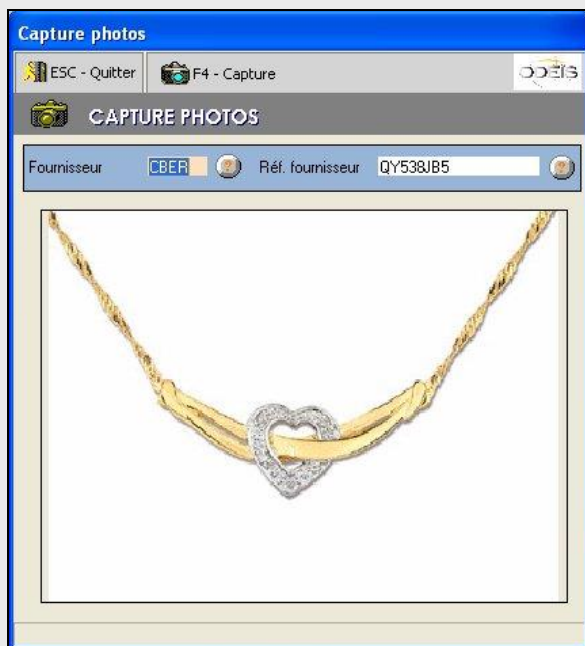 Capture photos
ESC - Quitter F4 - Capture ODEIS
CAPTURE PHOTOS
Fournisseur CBER ? Réf. fournisseur QY538JB5 ?